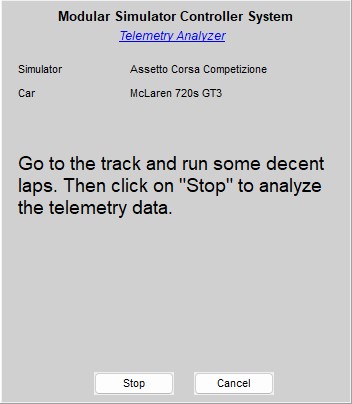 Modular Simulator Controller System
Telemetry Analyzer
Simulator Assetto Corsa Competizione
Car McLaren 720s GT3
Go to the track and run some decent
laps. Then click on "Stop" to analyze
the telemetry data.
Stop Cancel